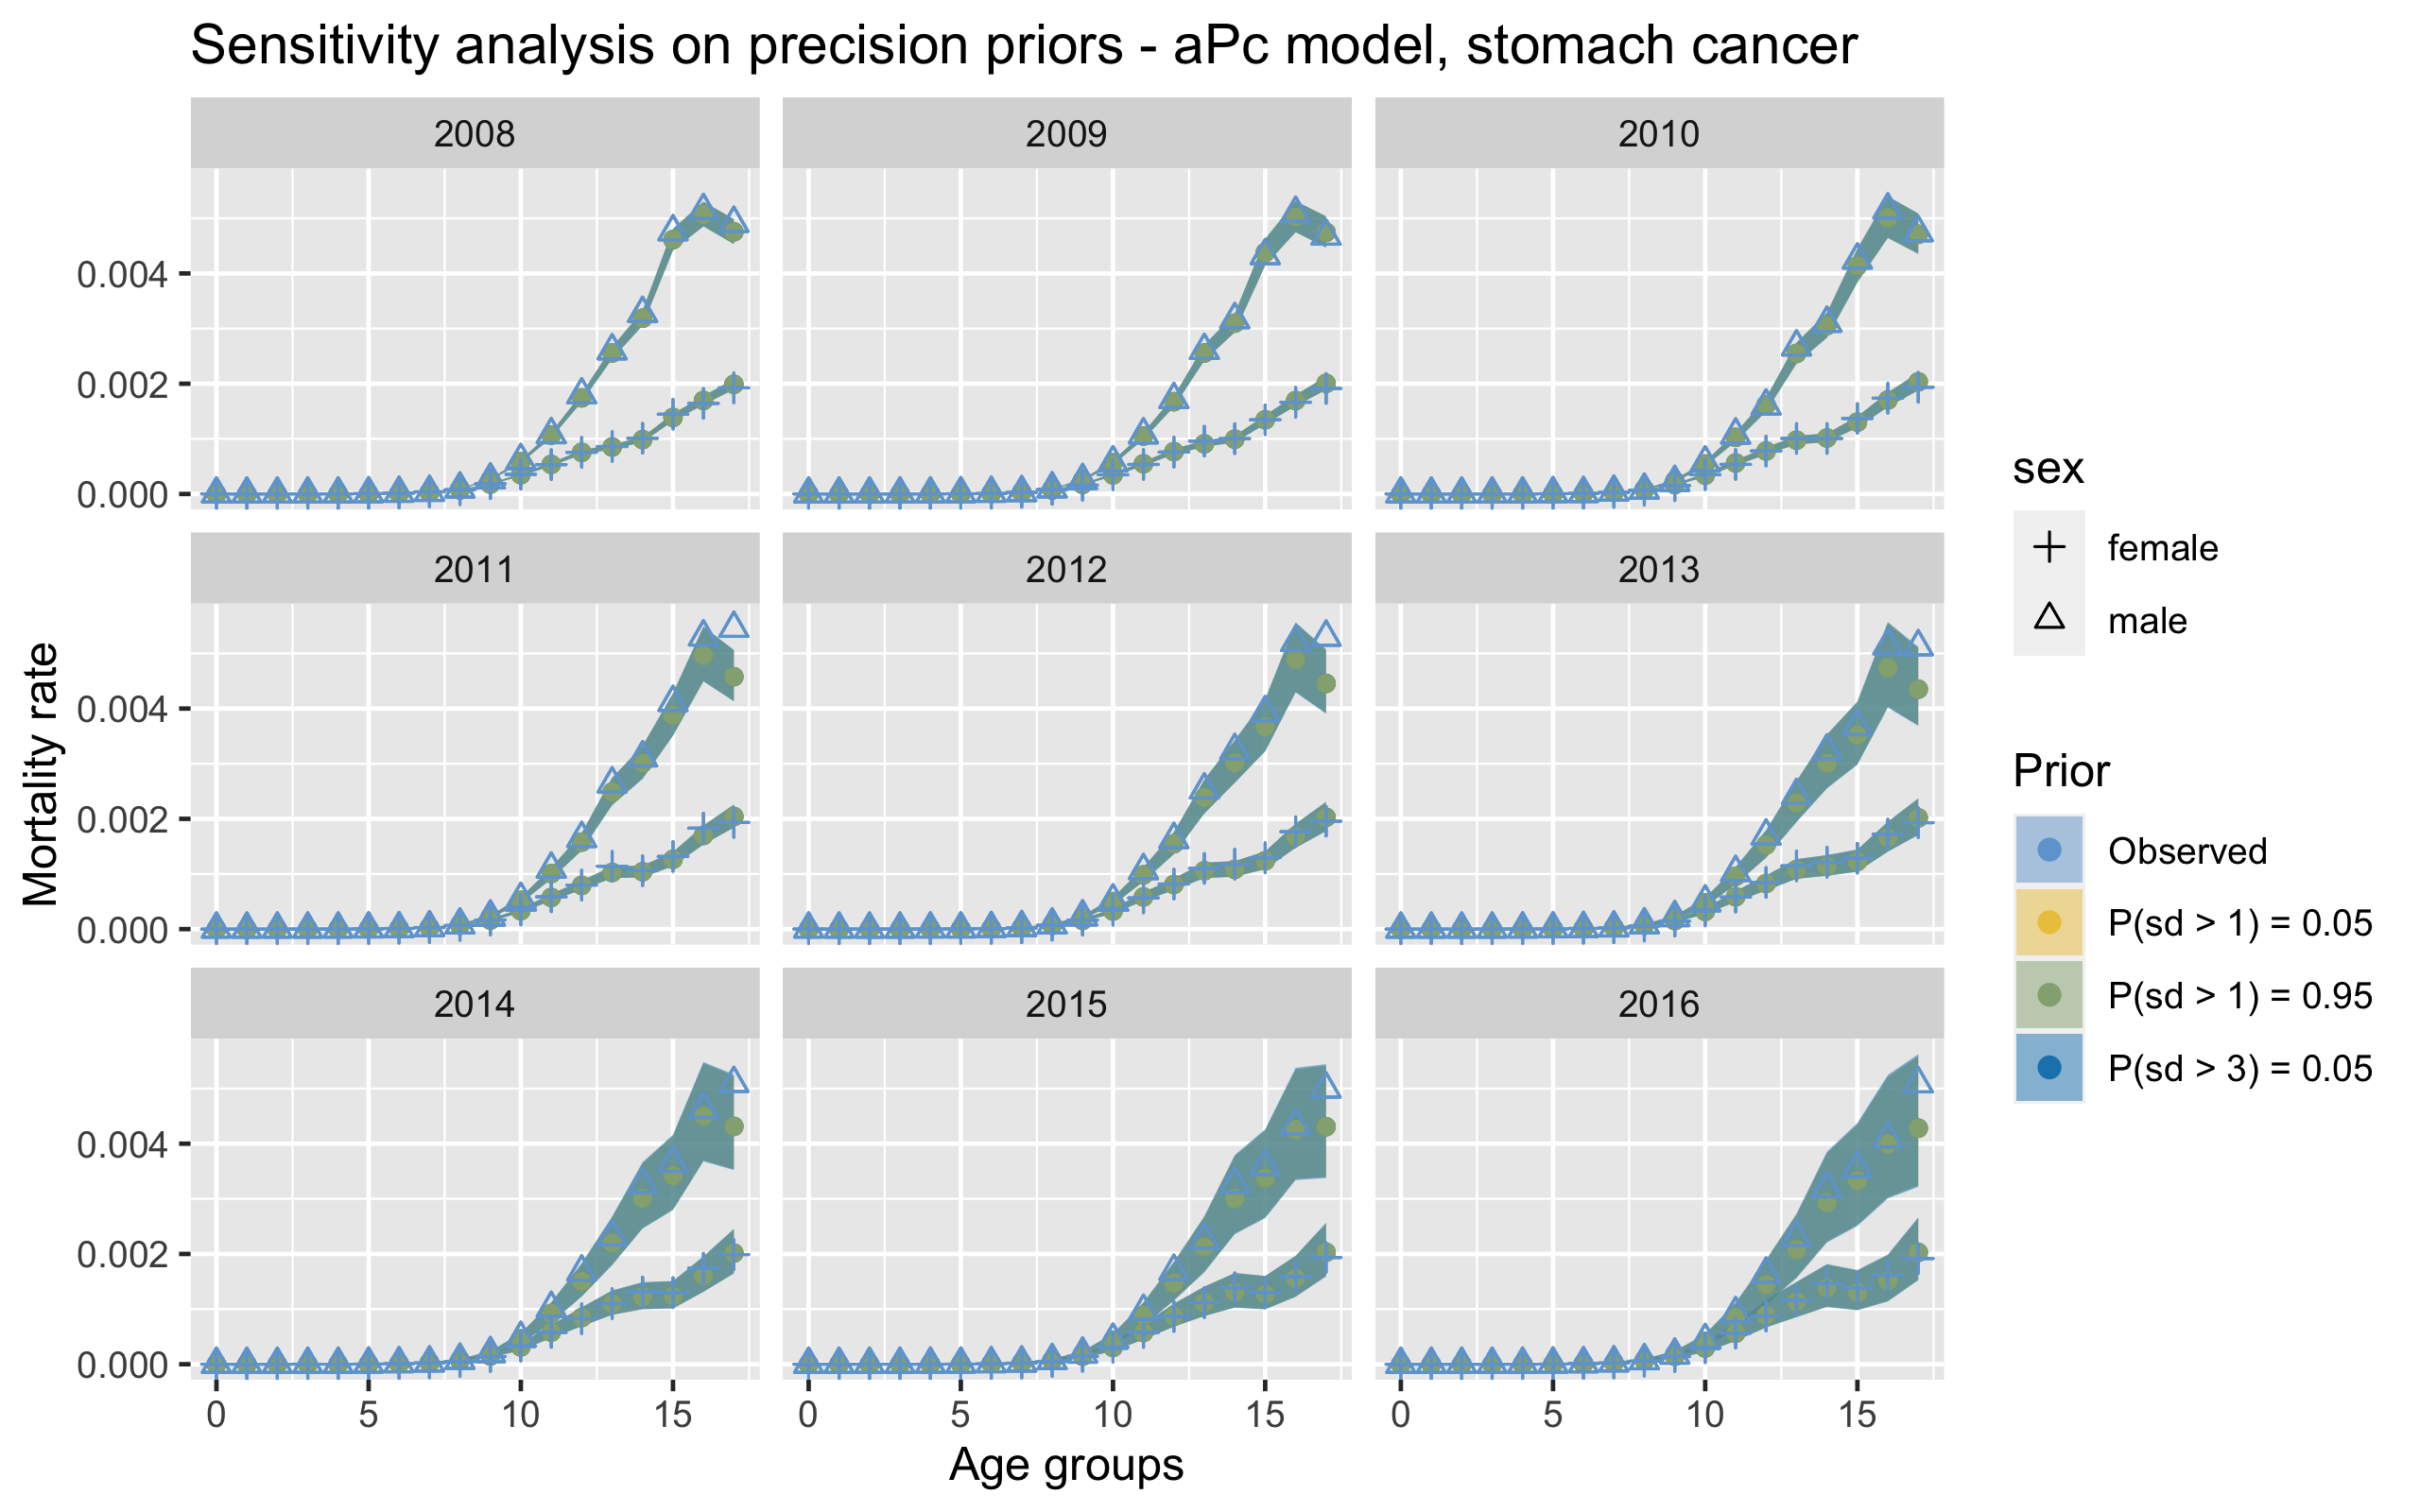 Sensitivity analysis on precision priors - aPc model, stomach cancer
2008 2009 2010
0.004
0.002
0.000
2011 2012 2013
0.004
0.002
0.000
2014 2015 2016
0.004
0.002
0.000
0 5 10 15 0 5 10 15 0 5 10 15
Age groups
Mortality rate
sex
female
male
Prior
Observed
P(sd > 1) = 0.05
P(sd > 1) = 0.95
P(sd > 3) = 0.05